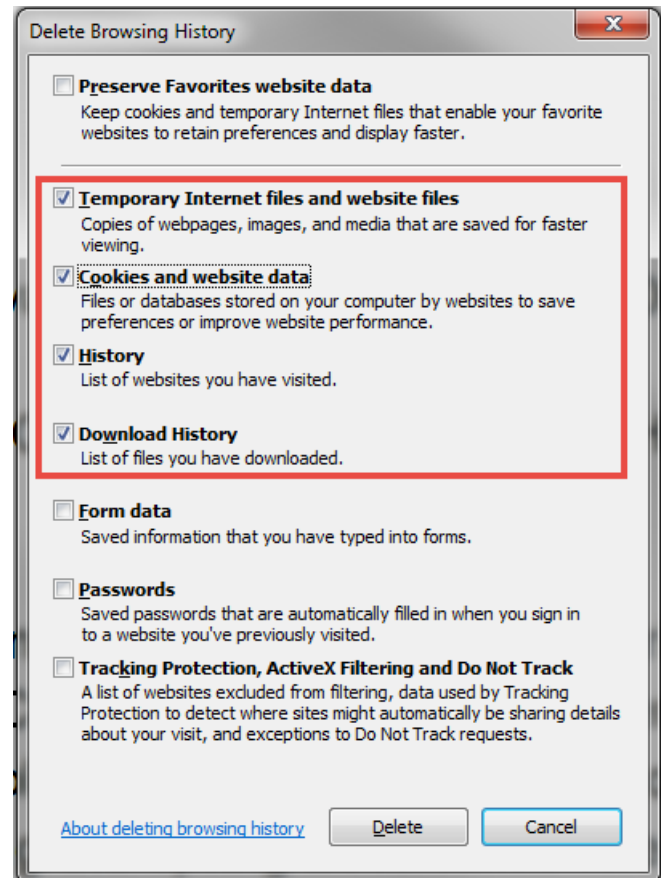 Delete Browsing History
Preserve Favorites website data
Keep cookies and temporary Internet files that enable your favorite
websites to retain preferences and display faster.
Temporary Internet files and website files
Copies of webpages, images, and media that are saved for faster
viewing.
Cookies and website data
Files or databases stored on your computer by websites to save
preferences or improve website performance.
History
List of websites you have visited.
Download History
List of files you have downloaded.
Form data
Saved information that you have typed into forms.
Passwords
Saved passwords that are automatically filled in when you sign in
to a website you've previously visited.
Tracking Protection, ActiveX Filtering and Do Not Track
A list of websites excluded from filtering, data used by Tracking
Protection to detect where sites might automatically be sharing details
about your visit, and exceptions to Do Not Track requests.
About deleting browsing history Delete Cancel